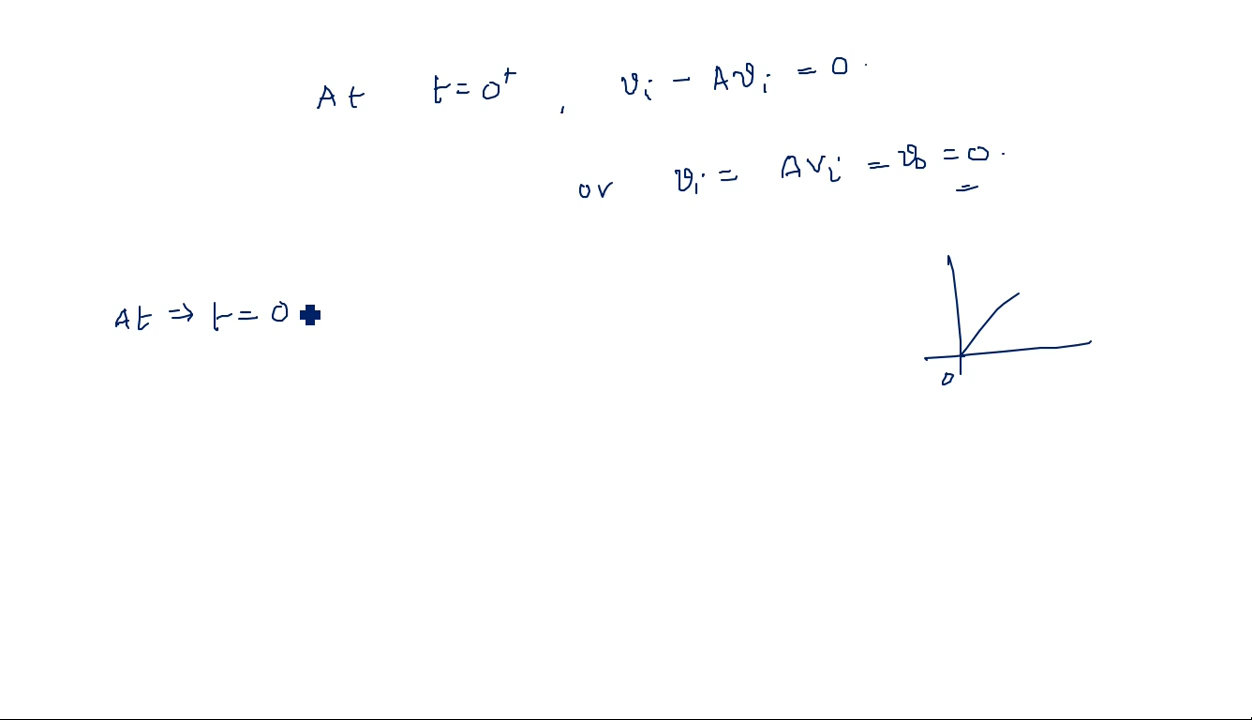 At t = 0⁺, vᵢ - Avᵢ = 0.
or vᵢ = AVᵢ = v₀ = 0.
At ⇒ t = 0
0